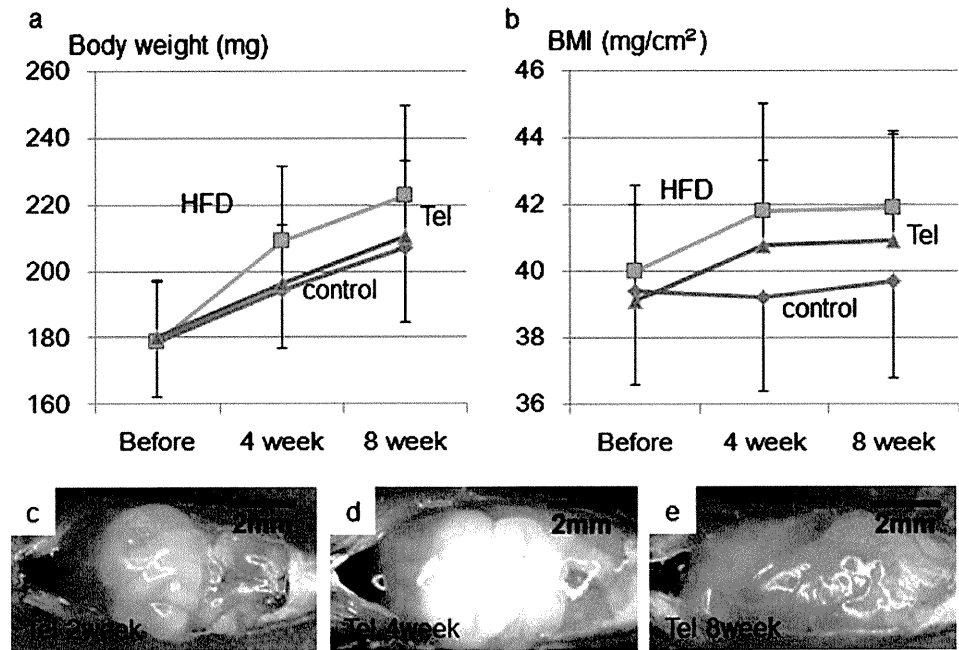 a
Body weight (mg)
260
240
220
200
180
160
HFD
Tel
control
Before 4 week 8 week
b
BMI (mg/cm²)
46
44
42
40
38
36
HFD
Tel
control
Before 4 week 8 week
c
2mm
Tel 2week
d
2mm
Tel 4week
e
2mm
Tel 8week